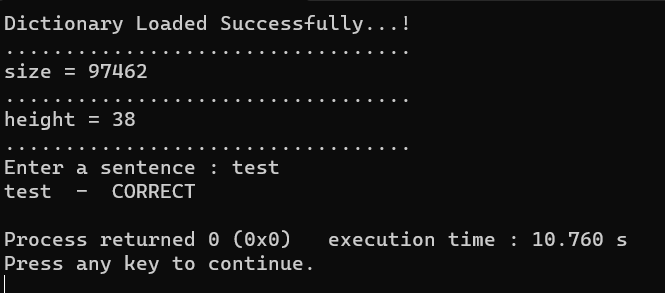 Dictionary Loaded Successfully...!
..................................
size = 97462
..................................
height = 38
..................................
Enter a sentence : test
test  -  CORRECT

Process returned 0 (0x0)   execution time : 10.760 s
Press any key to continue.